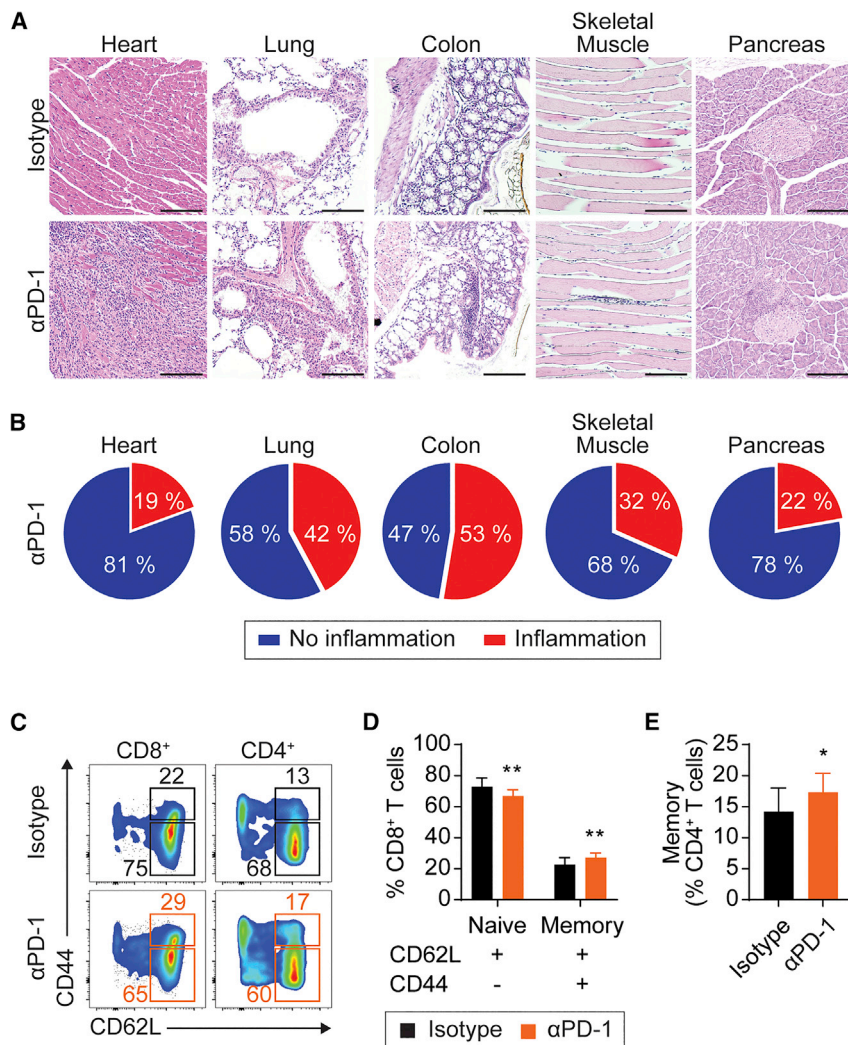 A
Heart Lung Colon Skeletal Muscle Pancreas
Isotype
αPD-1
B
Heart Lung Colon Skeletal Muscle Pancreas
αPD-1
19 % 81 %
58 % 42 %
47 % 53 %
32 % 68 %
22 % 78 %
No inflammation Inflammation
C
CD8+ CD4+
Isotype
22 13
75 68
αPD-1
29 17
65 60
CD44
CD62L
D
% CD8+ T cells
100
80
60
40
20
0
** **
Naive Memory
CD62L + +
CD44 - +
Isotype αPD-1
E
Memory
(% CD4+ T cells)
25
20
15
10
5
0
*
Isotype αPD-1